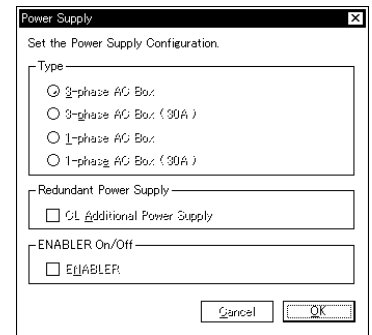 Power Supply
Set the Power Supply Configuration.
Type
3-phase AC Box
3-phase AC Box (30A)
1-phase AC Box
1-phase AC Box (30A)
Redundant Power Supply
CL Additional Power Supply
ENABLER On/Off
ENABLER
Cancel
OK